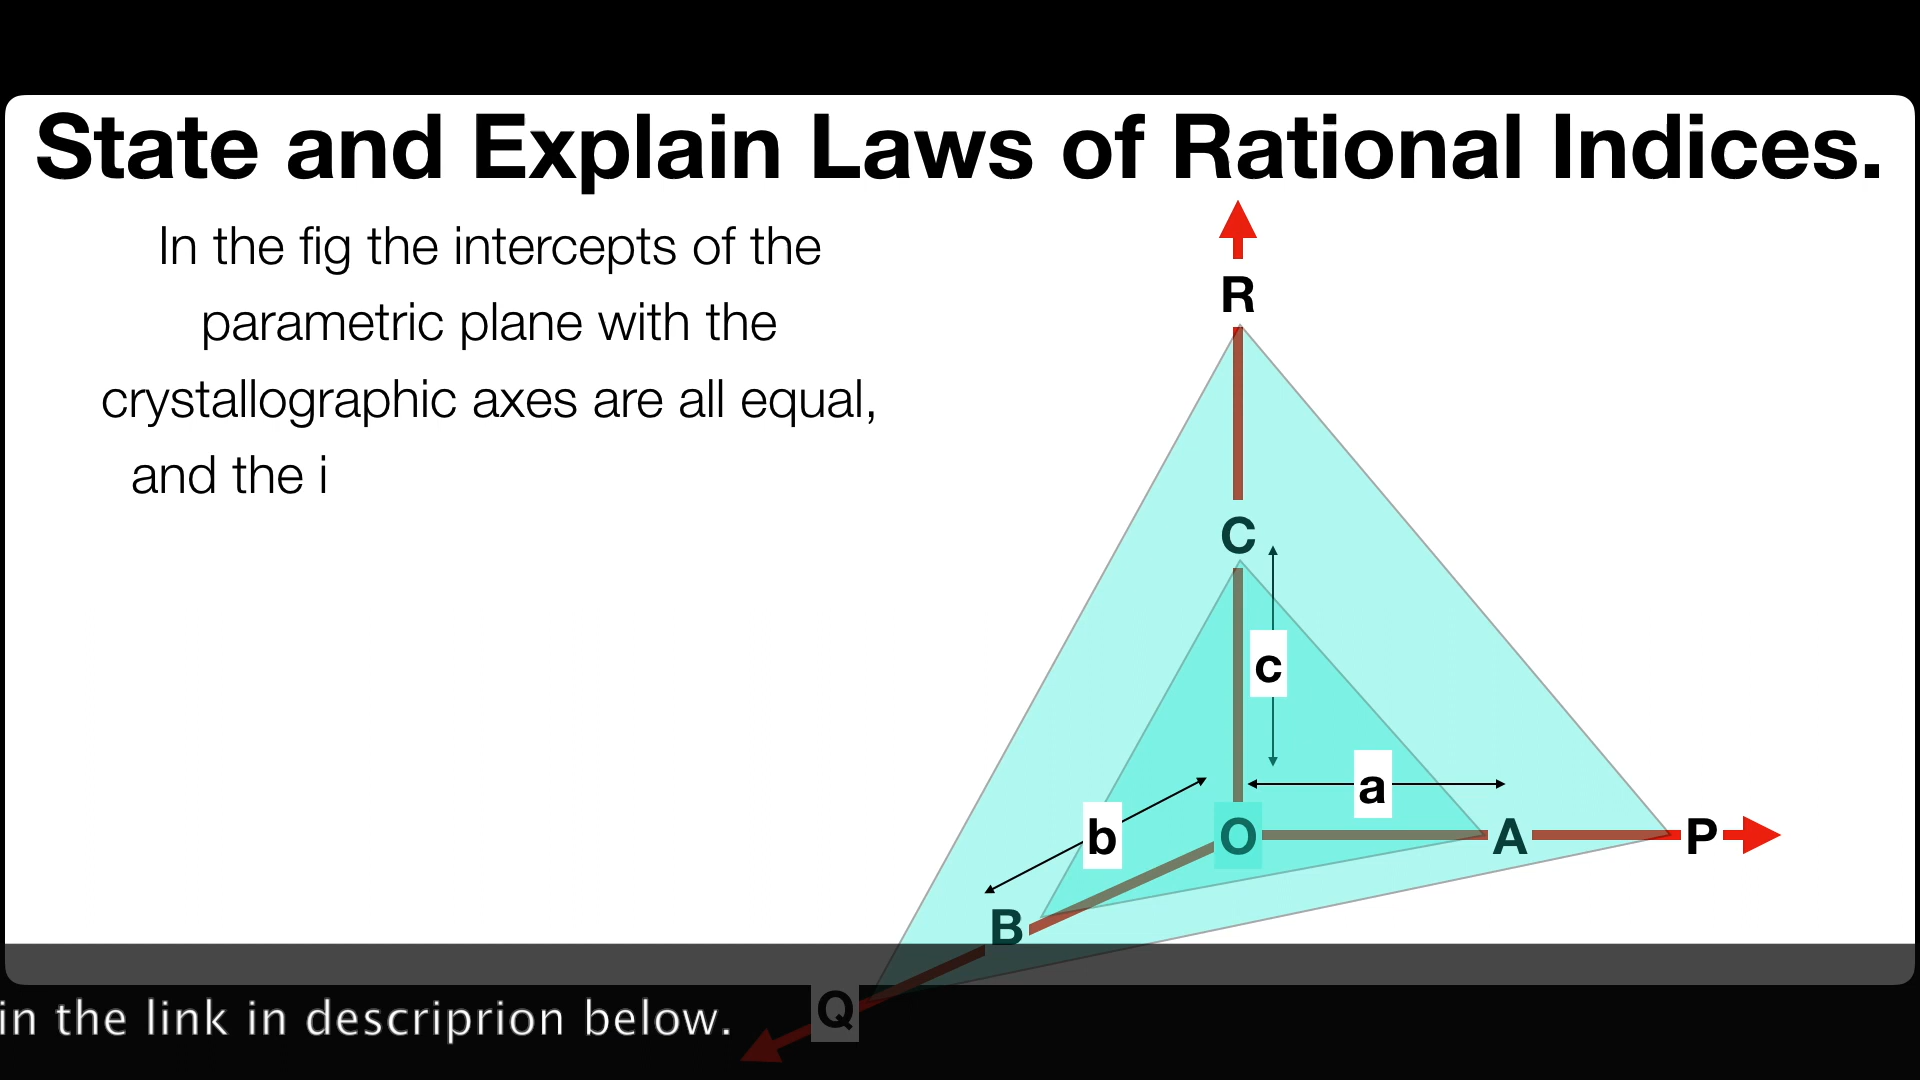 State and Explain Laws of Rational Indices.
In the fig the intercepts of the
parametric plane with the
crystallographic axes are all equal,
and the i
R
C
c
a
b
O
A
P
B
Q
in the link in descriprion below.